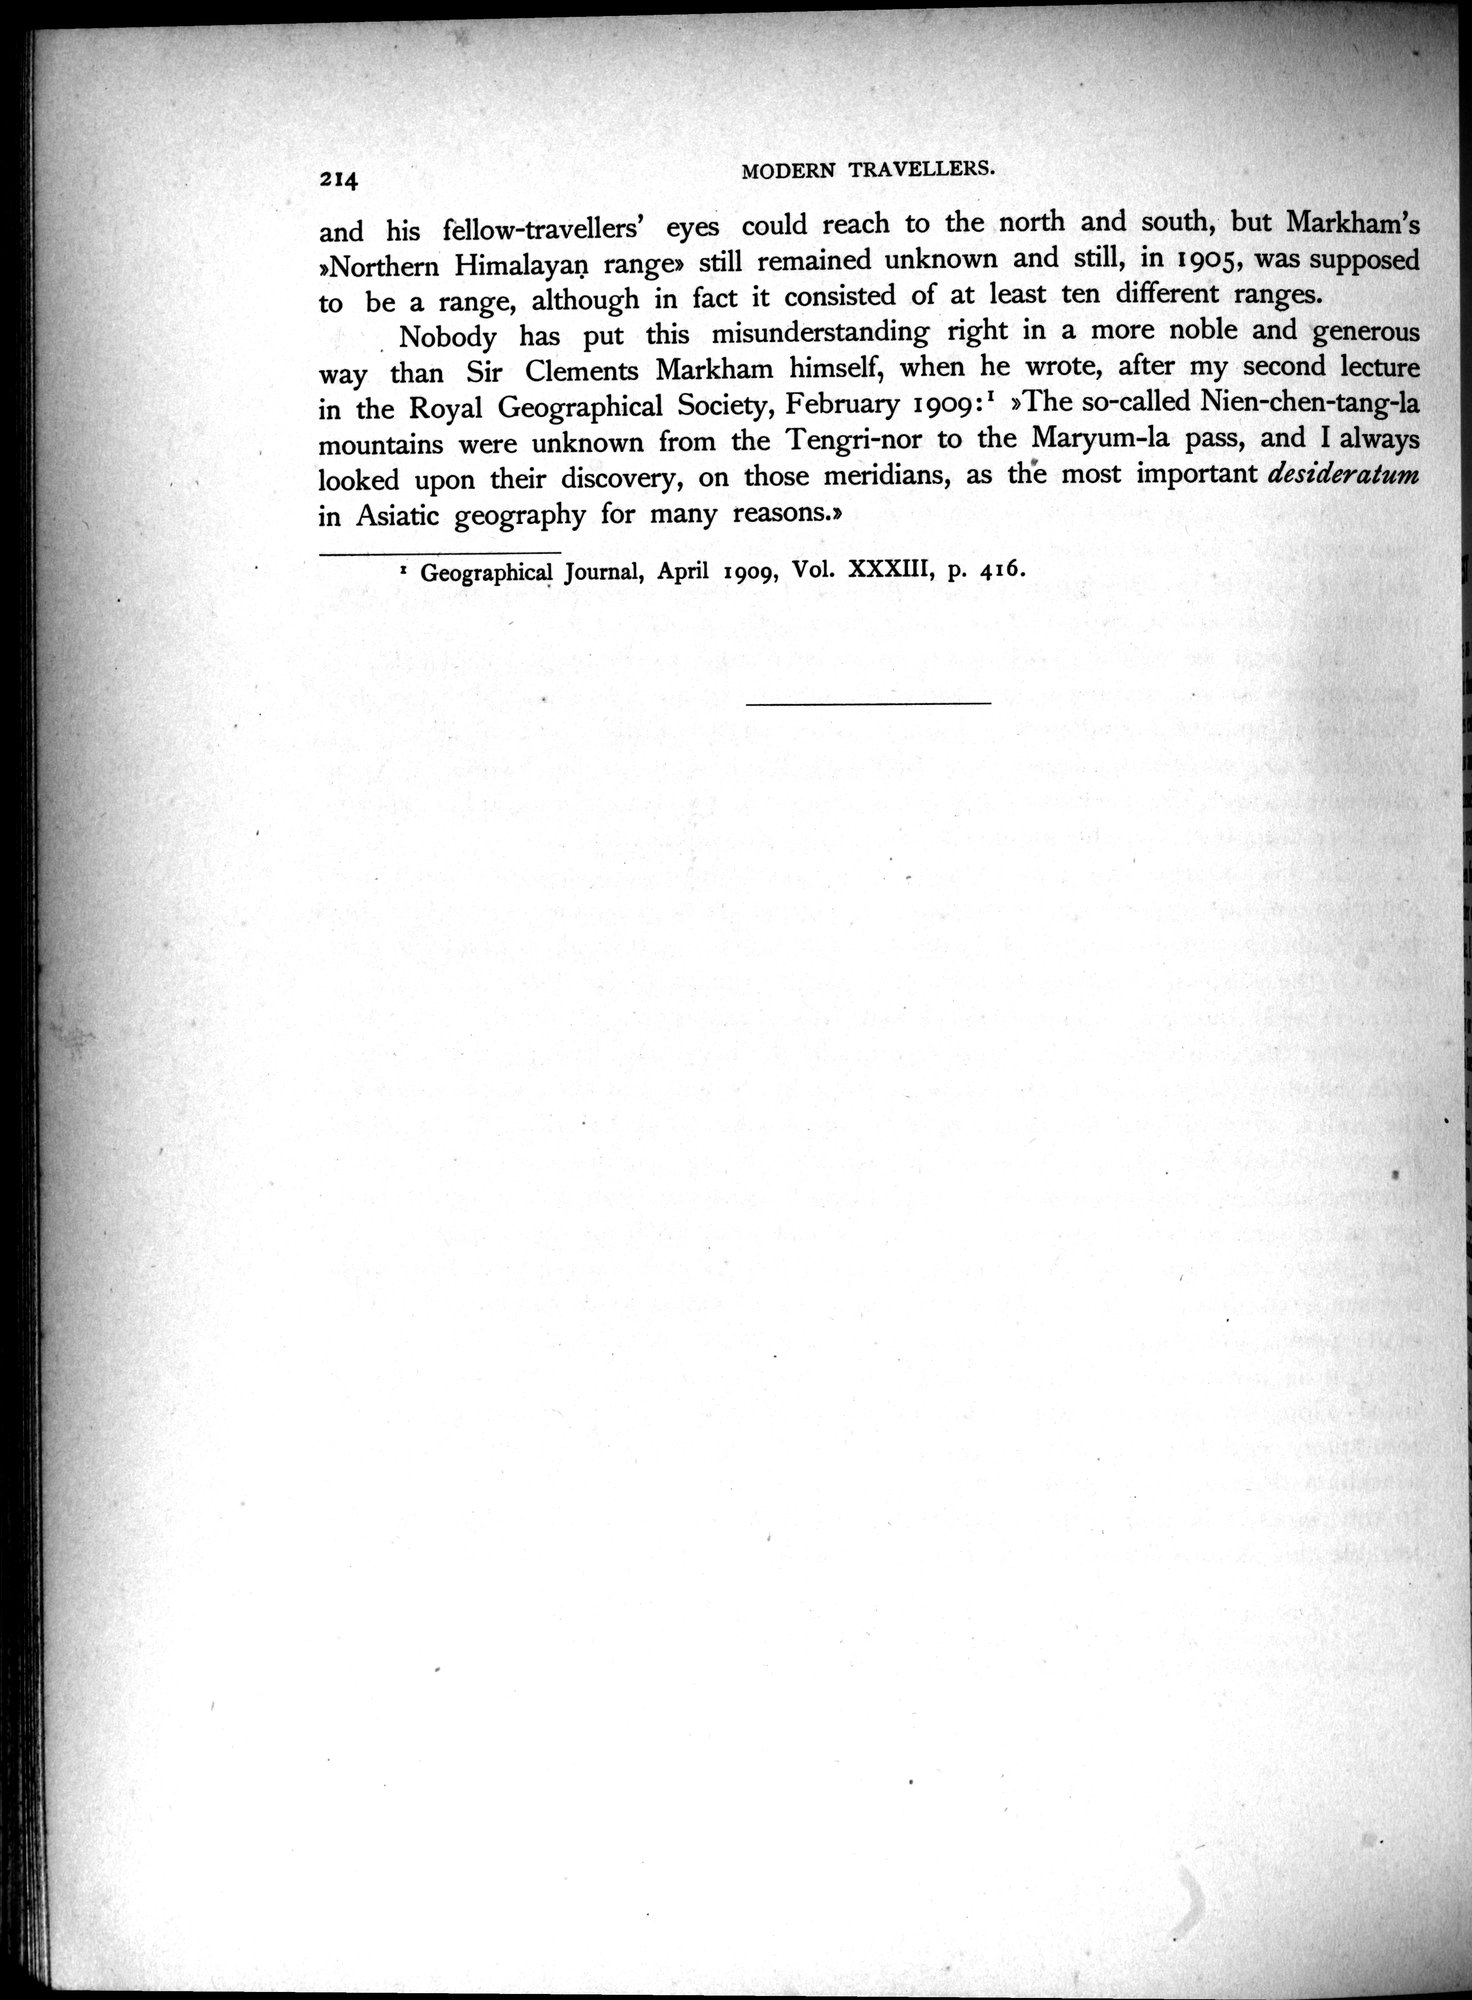 214
MODERN TRAVELLERS.
and his fellow-travellers' eyes could reach to the north and south, but Markham's
»Northern Himalayan range» still remained unknown and still, in 1905, was supposed
to be a range, although in fact it consisted of at least ten different ranges.
Nobody has put this misunderstanding right in a more noble and generous
way than Sir Clements Markham himself, when he wrote, after my second lecture
in the Royal Geographical Society, February 1909:¹ »The so-called Nien-chen-tang-la
mountains were unknown from the Tengri-nor to the Maryum-la pass, and I always
looked upon their discovery, on those meridians, as the most important desideratum
in Asiatic geography for many reasons.»
¹ Geographical Journal, April 1909, Vol. XXXIII, p. 416.